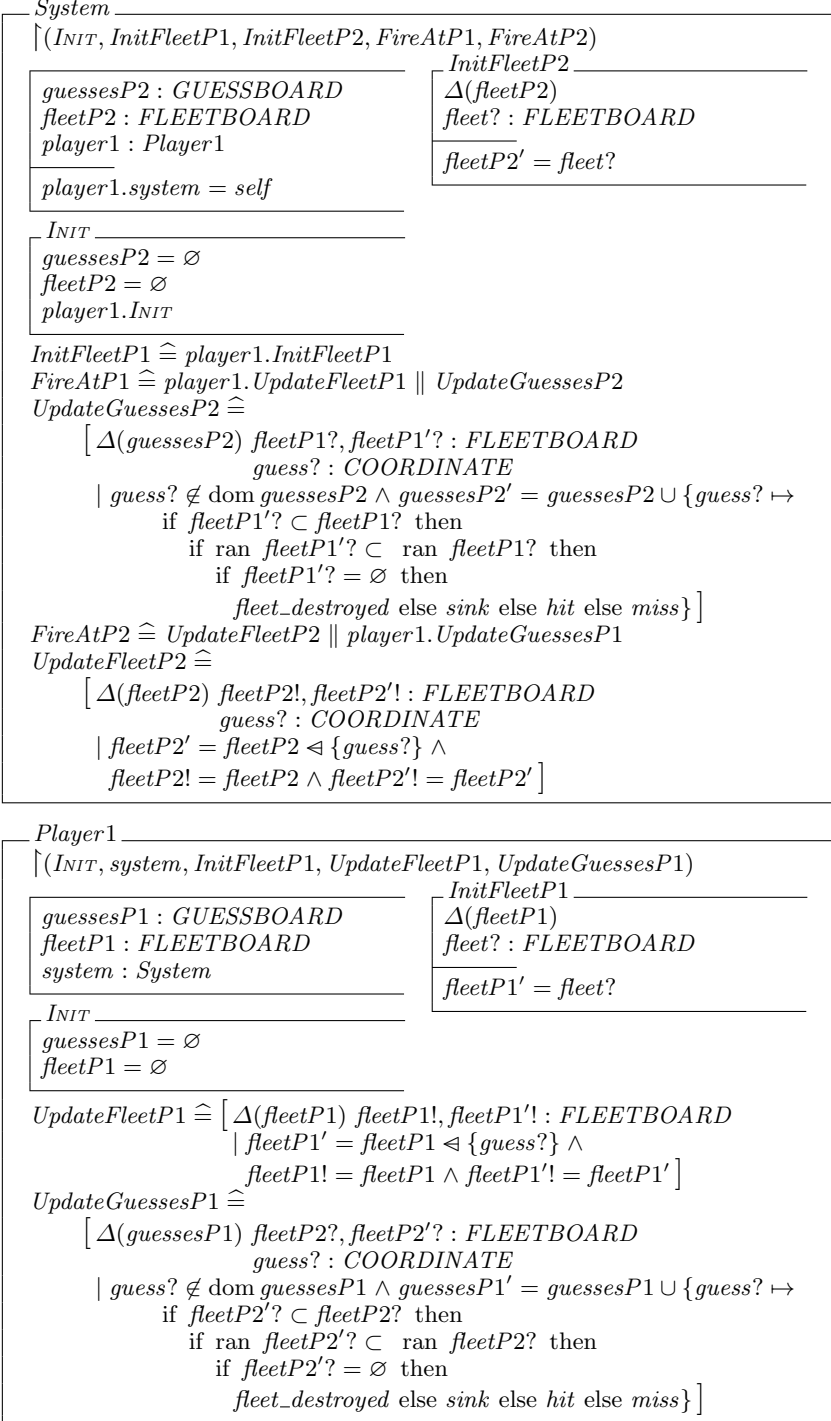 System
↾(INIT, InitFleetP1, InitFleetP2, FireAtP1, FireAtP2)
guessesP2 : GUESSBOARD
fleetP2 : FLEETBOARD
player1 : Player1
player1.system = self
InitFleetP2
Δ(fleetP2)
fleet? : FLEETBOARD
fleetP2′ = fleet?
INIT
guessesP2 = ∅
fleetP2 = ∅
player1.INIT
InitFleetP1 ≙ player1.InitFleetP1
FireAtP1 ≙ player1.UpdateFleetP1 ∥ UpdateGuessesP2
UpdateGuessesP2 ≙
[ Δ(guessesP2) fleetP1?, fleetP1′? : FLEETBOARD
guess? : COORDINATE
| guess? ∉ dom guessesP2 ∧ guessesP2′ = guessesP2 ∪ {guess? ↦
if fleetP1′? ⊂ fleetP1? then
if ran fleetP1′? ⊂ ran fleetP1? then
if fleetP1′? = ∅ then
fleet_destroyed else sink else hit else miss} ]
FireAtP2 ≙ UpdateFleetP2 ∥ player1.UpdateGuessesP1
UpdateFleetP2 ≙
[ Δ(fleetP2) fleetP2!, fleetP2′! : FLEETBOARD
guess? : COORDINATE
| fleetP2′ = fleetP2 ⩤ {guess?} ∧
fleetP2! = fleetP2 ∧ fleetP2′! = fleetP2′ ]
Player1
↾(INIT, system, InitFleetP1, UpdateFleetP1, UpdateGuessesP1)
guessesP1 : GUESSBOARD
fleetP1 : FLEETBOARD
system : System
InitFleetP1
Δ(fleetP1)
fleet? : FLEETBOARD
fleetP1′ = fleet?
INIT
guessesP1 = ∅
fleetP1 = ∅
UpdateFleetP1 ≙ [ Δ(fleetP1) fleetP1!, fleetP1′! : FLEETBOARD
| fleetP1′ = fleetP1 ⩤ {guess?} ∧
fleetP1! = fleetP1 ∧ fleetP1′! = fleetP1′ ]
UpdateGuessesP1 ≙
[ Δ(guessesP1) fleetP2?, fleetP2′? : FLEETBOARD
guess? : COORDINATE
| guess? ∉ dom guessesP1 ∧ guessesP1′ = guessesP1 ∪ {guess? ↦
if fleetP2′? ⊂ fleetP2? then
if ran fleetP2′? ⊂ ran fleetP2? then
if fleetP2′? = ∅ then
fleet_destroyed else sink else hit else miss} ]